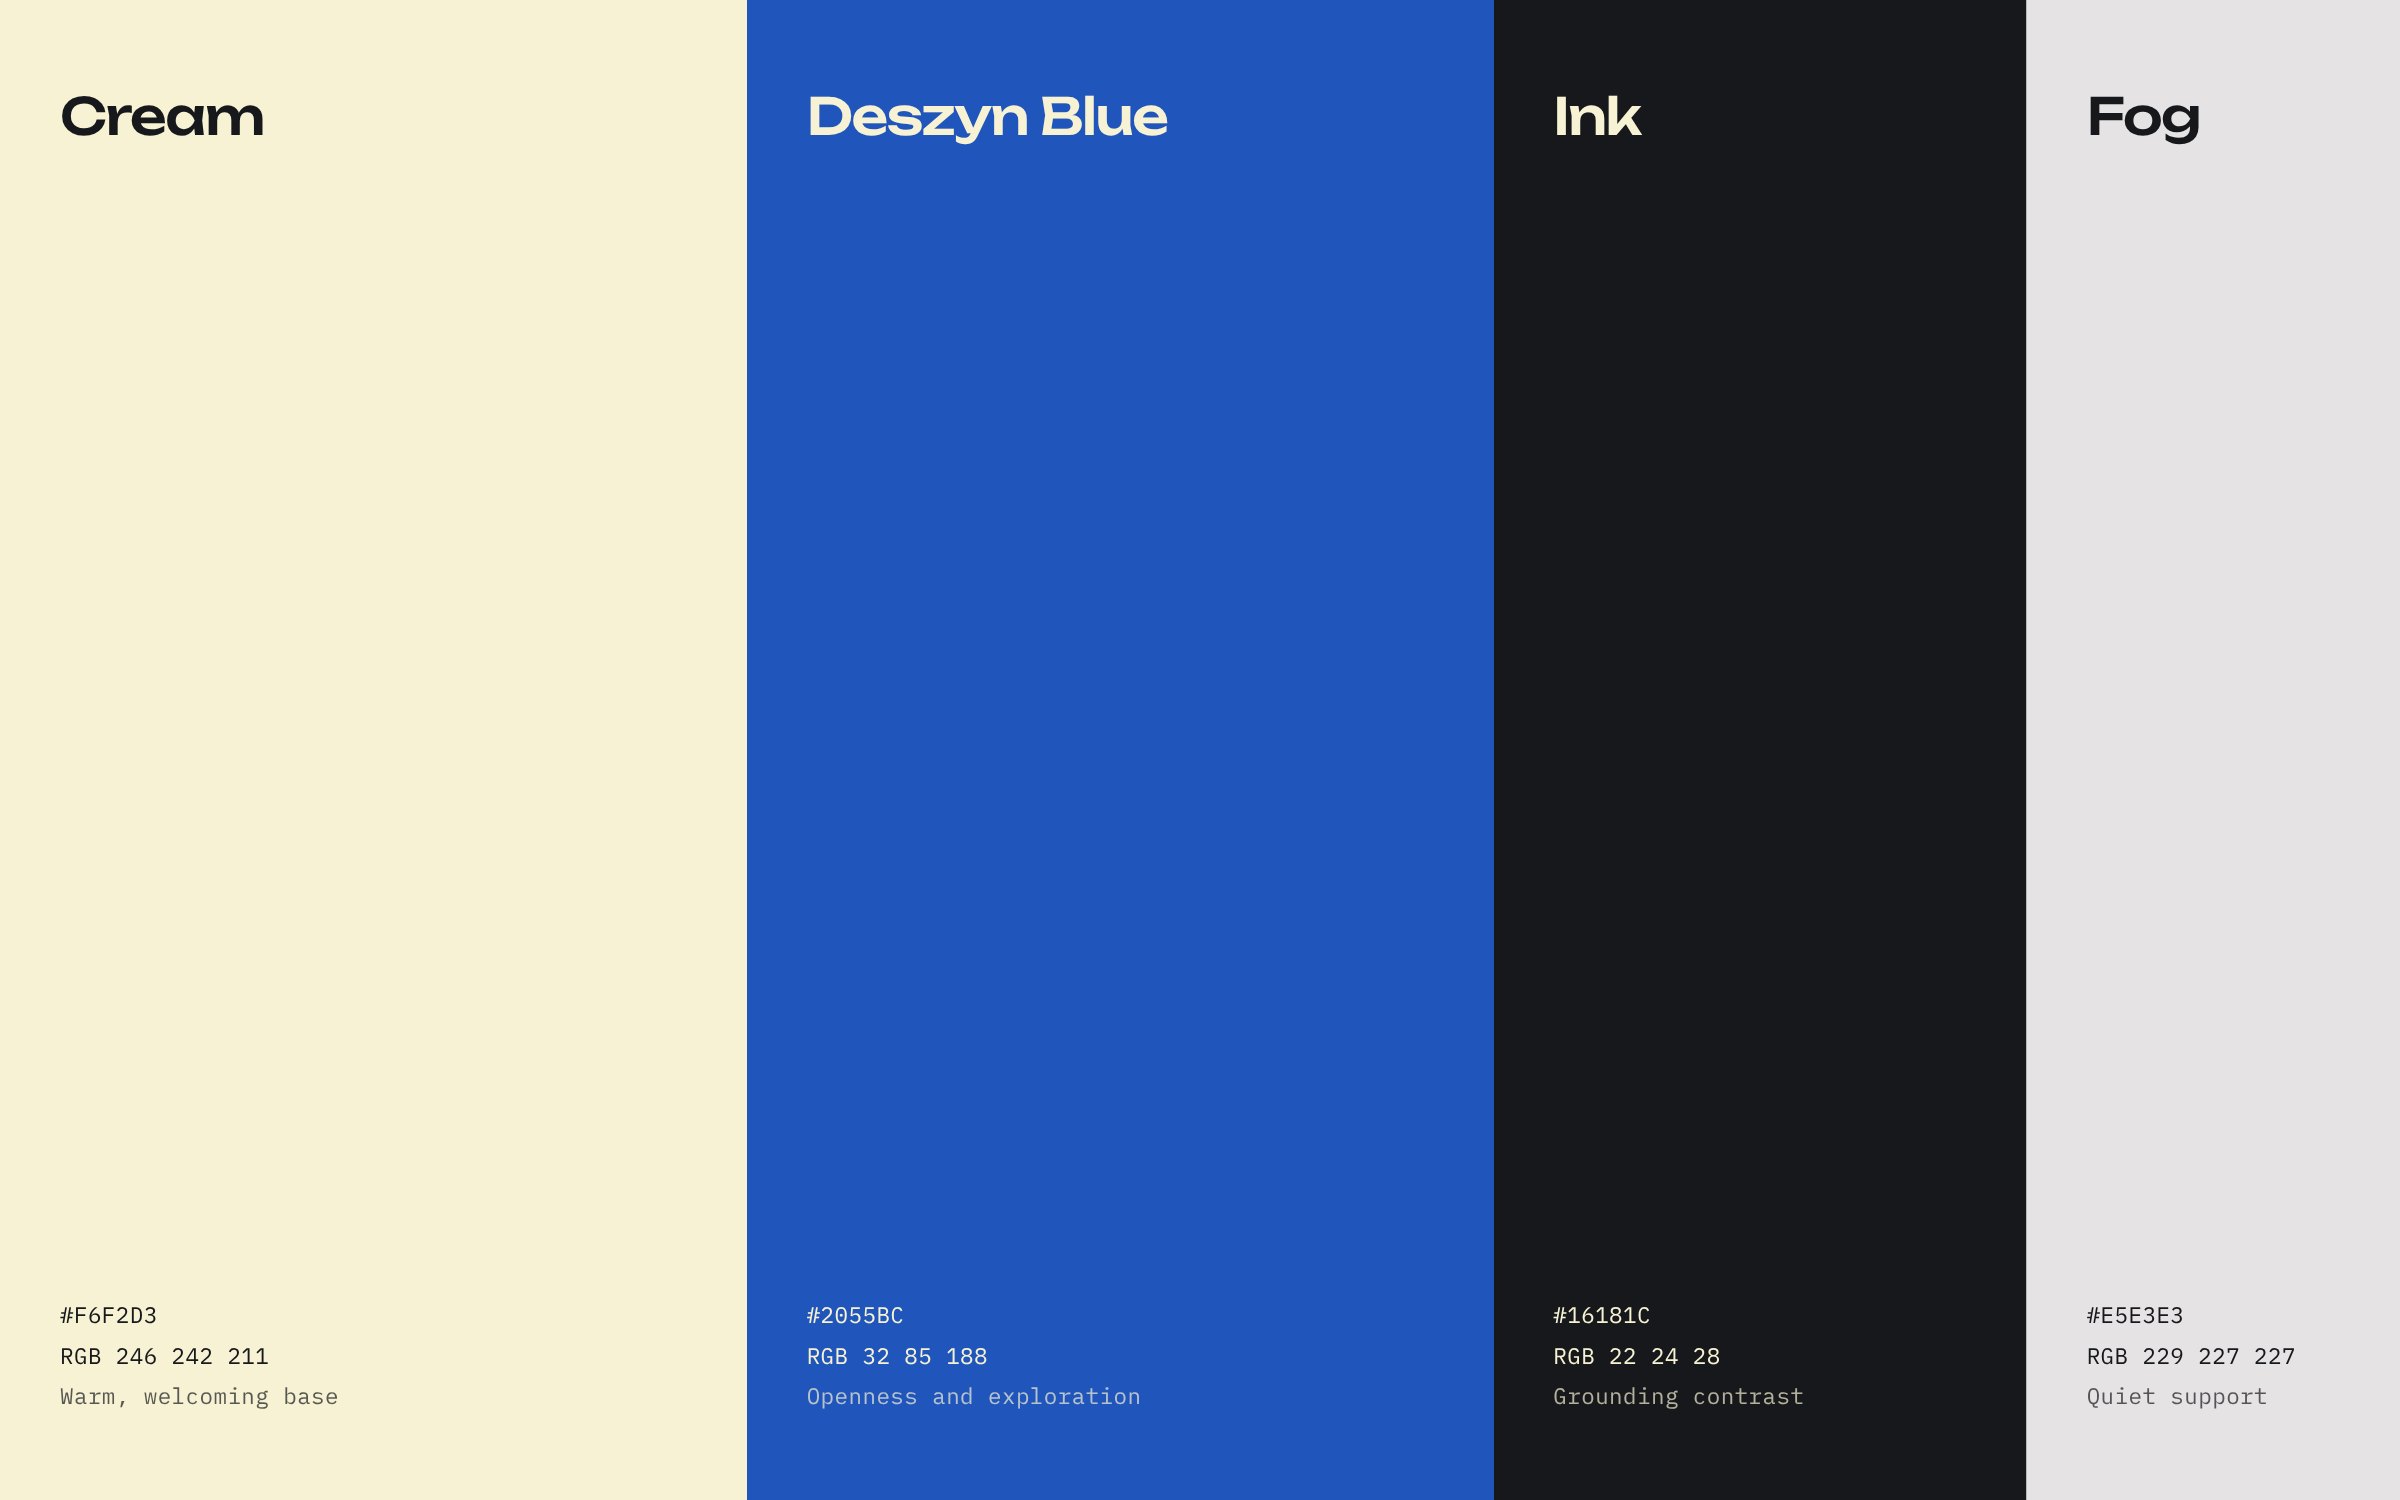 Cream
#F6F2D3
RGB 246 242 211
Warm, welcoming base
Deszyn Blue
#2055BC
RGB 32 85 188
Openness and exploration
Ink
#16181C
RGB 22 24 28
Grounding contrast
Fog
#E5E3E3
RGB 229 227 227
Quiet support